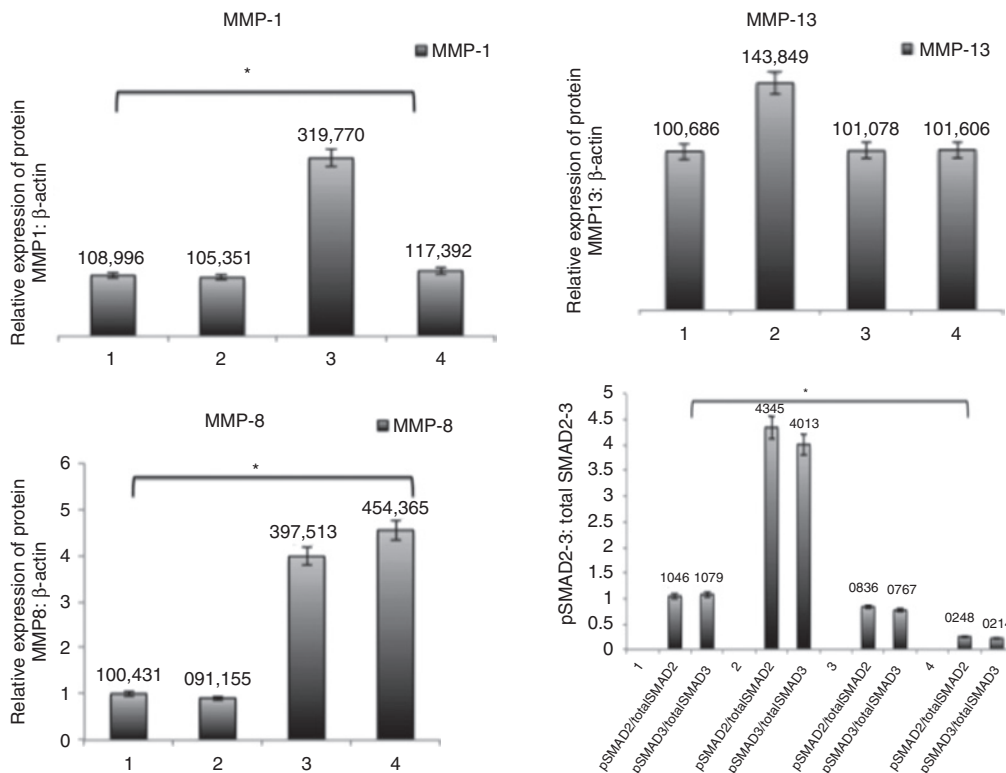 MMP-1
MMP-1
*
319,770
108,996
105,351
117,392
Relative expression of protein
MMP1: β-actin
1 2 3 4
MMP-13
MMP-13
143,849
100,686
101,078
101,606
Relative expression of protein
MMP13: β-actin
1 2 3 4
MMP-8
MMP-8
*
6
5
4
3
2
1
0
454,365
397,513
100,431
091,155
Relative expression of protein
MMP8: β-actin
1 2 3 4
*
5
4.5
4
3.5
3
2.5
2
1.5
1
0.5
0
4345
4013
1046
1079
0836
0767
0248
0214
pSMAD2-3: total SMAD2-3
1
pSMAD2/totalSMAD2
pSMAD3/totalSMAD3
2
pSMAD2/totalSMAD2
pSMAD3/totalSMAD3
3
pSMAD2/totalSMAD2
pSMAD3/totalSMAD3
4
pSMAD2/totalSMAD2
pSMAD3/totalSMAD3